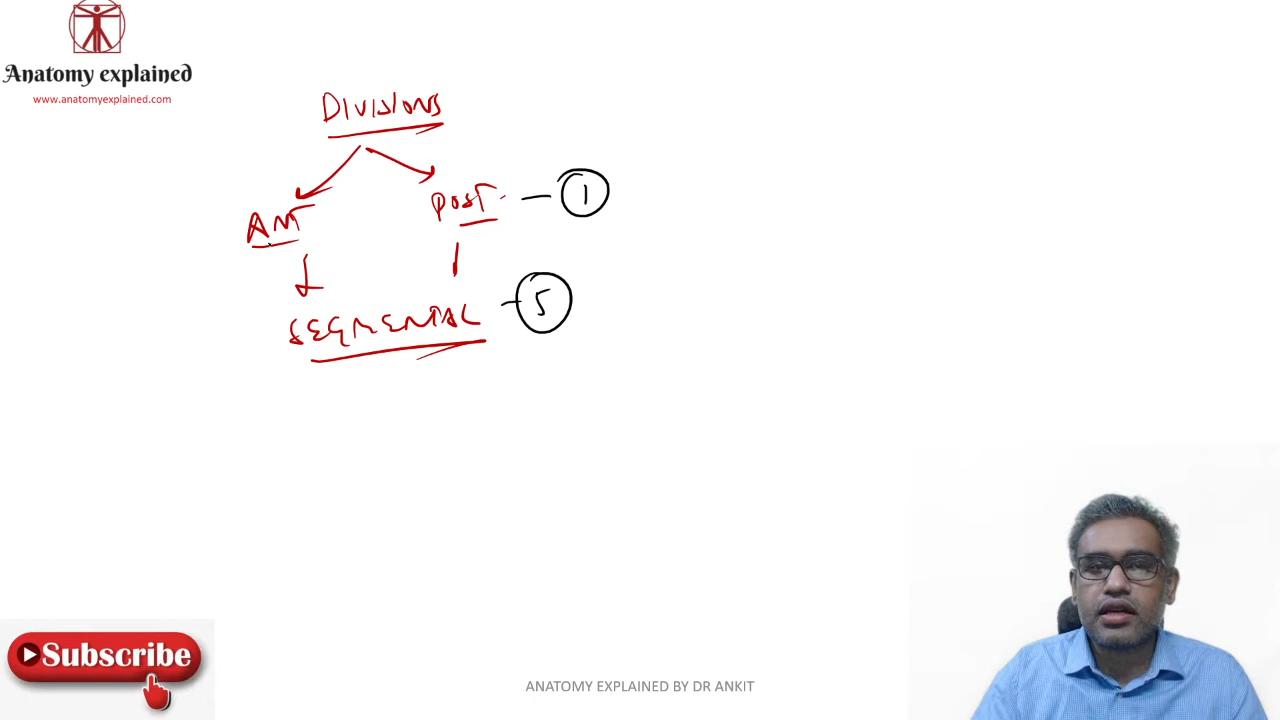 Anatomy explained
www.anatomyexplained.com
DIVISIONS
ANT
POST
1
SEGMENTAL
5
Subscribe
ANATOMY EXPLAINED BY DR ANKIT